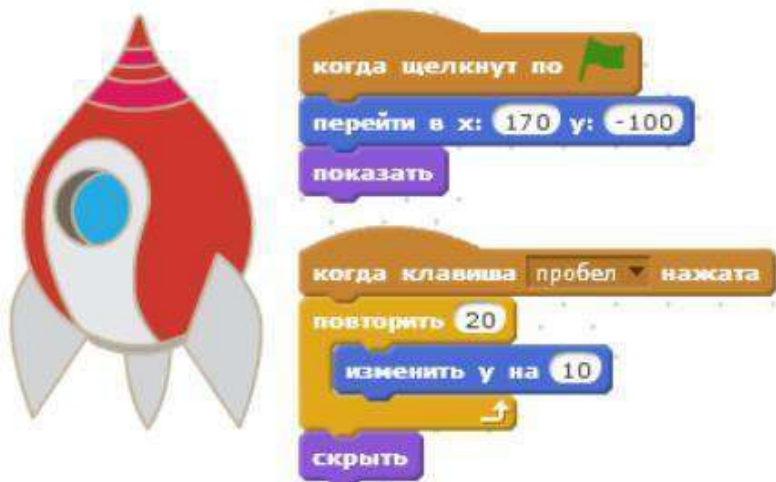 когда щелкнут по
перейти в x: 170 y: -100
показать
когда клавиша пробел нажата
повторить 20
изменить y на 10
скрыть